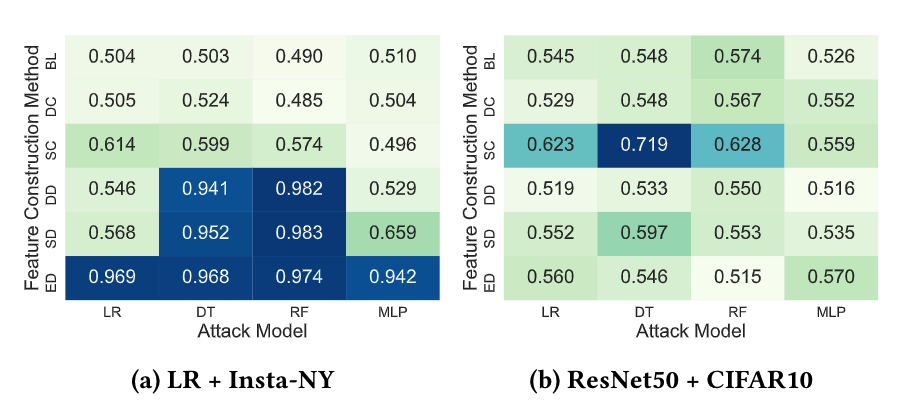 Feature Construction Method
BL 0.504 0.503 0.490 0.510
DC 0.505 0.524 0.485 0.504
SC 0.614 0.599 0.574 0.496
DD 0.546 0.941 0.982 0.529
SD 0.568 0.952 0.983 0.659
ED 0.969 0.968 0.974 0.942
LR DT RF MLP
Attack Model
(a) LR + Insta-NY
Feature Construction Method
BL 0.545 0.548 0.574 0.526
DC 0.529 0.548 0.567 0.552
SC 0.623 0.719 0.628 0.559
DD 0.519 0.533 0.550 0.516
SD 0.552 0.597 0.553 0.535
ED 0.560 0.546 0.515 0.570
LR DT RF MLP
Attack Model
(b) ResNet50 + CIFAR10